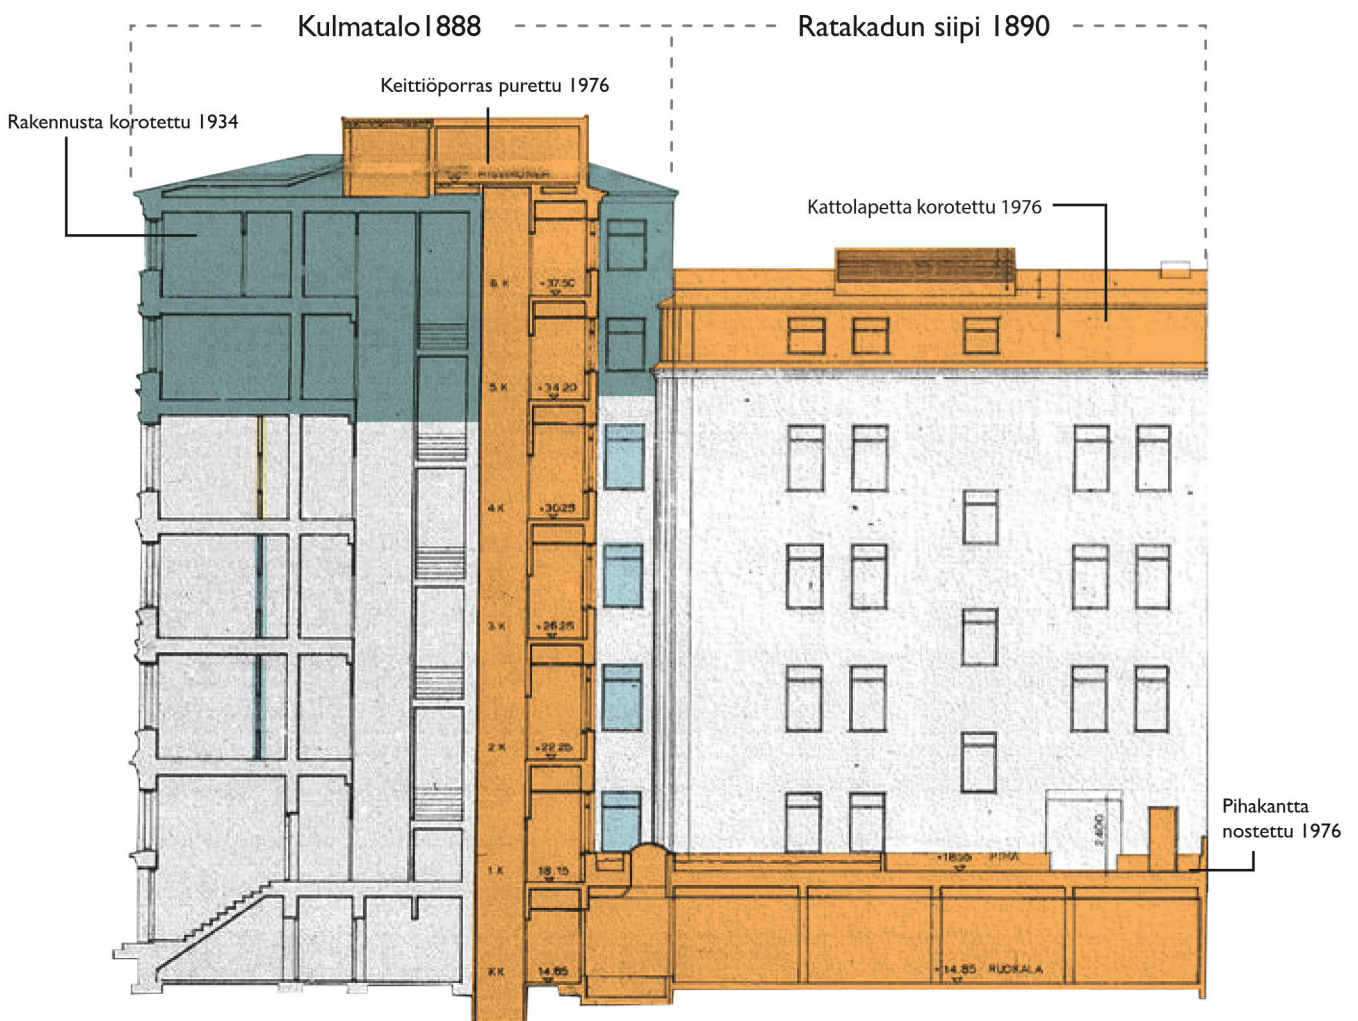 Kulmatalo1888
Ratakadun siipi 1890
Keittiöporras purettu 1976
Rakennusta korotettu 1934
Kattolapetta korotettu 1976
6. K
+37.50
5. K
+34.20
4 K
+30.25
3. K
+26.25
2 K
+22.25
Pihakantta
nostettu 1976
2400
+18.55 PIHA
1 K
18.15
KK
14.85
+14.85 RUOKALA